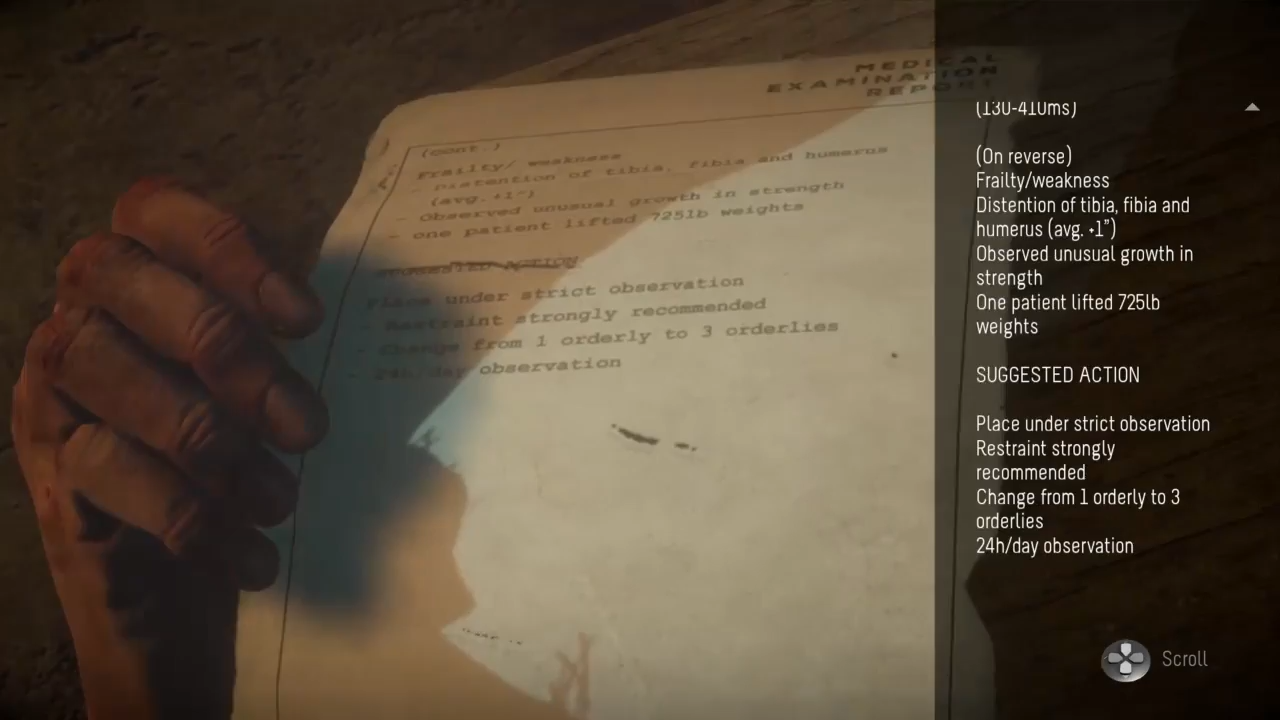 MEDICAL
EXAMINATION
REPORT
(cont.)
Frailty/ weakness
- Distention of tibia, fibia and humerus
(avg.+1")
- Observed unusual growth in strength
- one patient lifted 725lb weights
SUGGESTED ACTION
Place under strict observation
- Restraint strongly recommended
- Change from 1 orderly to 3 orderlies
- 24h/day observation
(130-410ms)
(On reverse)
Frailty/weakness
Distention of tibia, fibia and
humerus (avg. +1")
Observed unusual growth in
strength
One patient lifted 725lb
weights
SUGGESTED ACTION
Place under strict observation
Restraint strongly
recommended
Change from 1 orderly to 3
orderlies
24h/day observation
Scroll